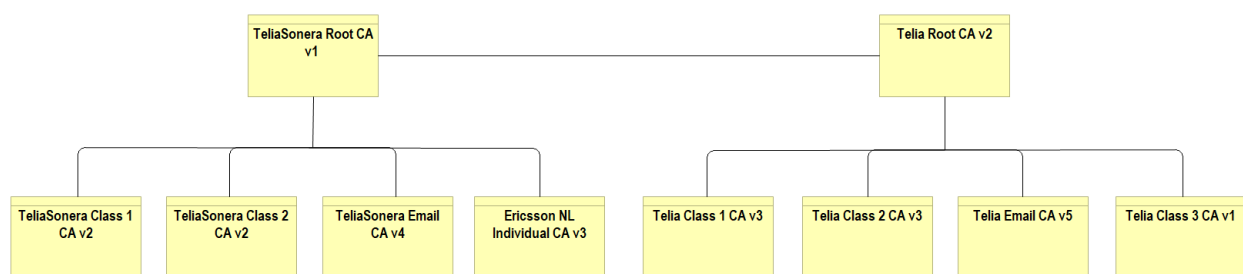 TeliaSonera Root CA
v1
Telia Root CA v2
TeliaSonera Class 1
CA v2
TeliaSonera Class 2
CA v2
TeliaSonera Email
CA v4
Ericsson NL
Individual CA v3
Telia Class 1 CA v3
Telia Class 2 CA v3
Telia Email CA v5
Telia Class 3 CA v1